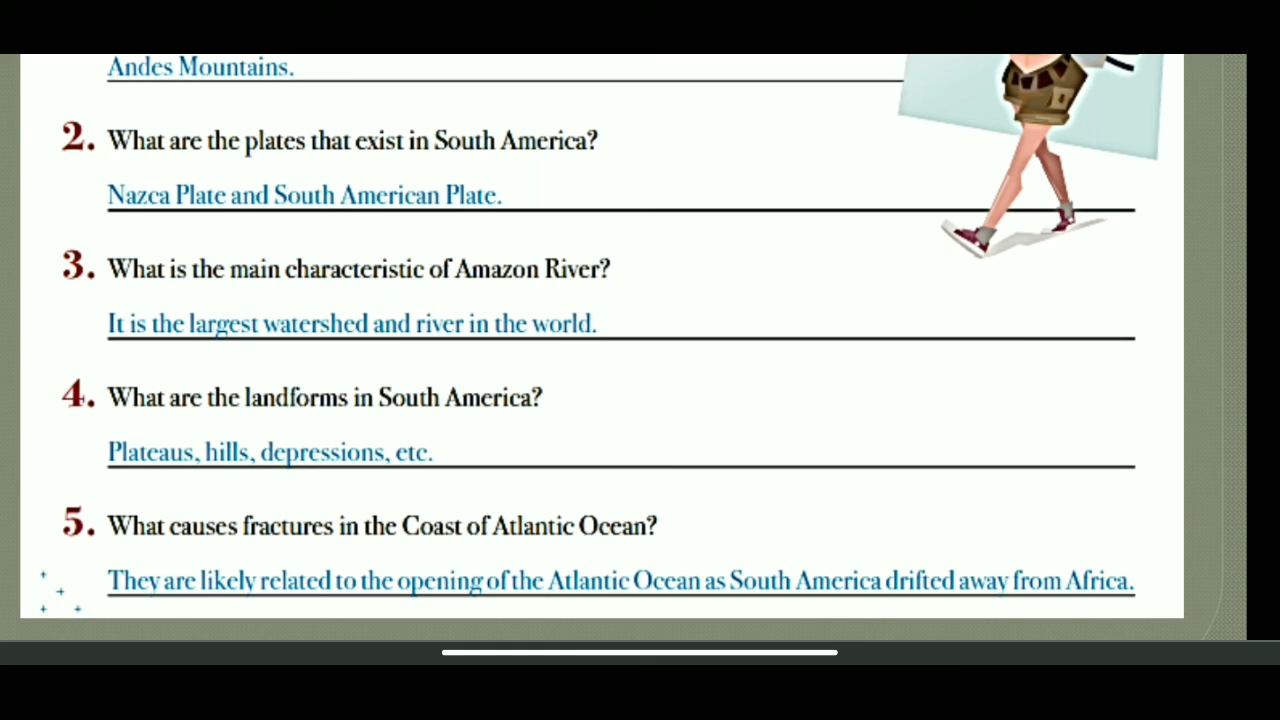 Andes Mountains.
2. What are the plates that exist in South America?
Nazca Plate and South American Plate.
3. What is the main characteristic of Amazon River?
It is the largest watershed and river in the world.
4. What are the landforms in South America?
Plateaus, hills, depressions, etc.
5. What causes fractures in the Coast of Atlantic Ocean?
They are likely related to the opening of the Atlantic Ocean as South America drifted away from Africa.